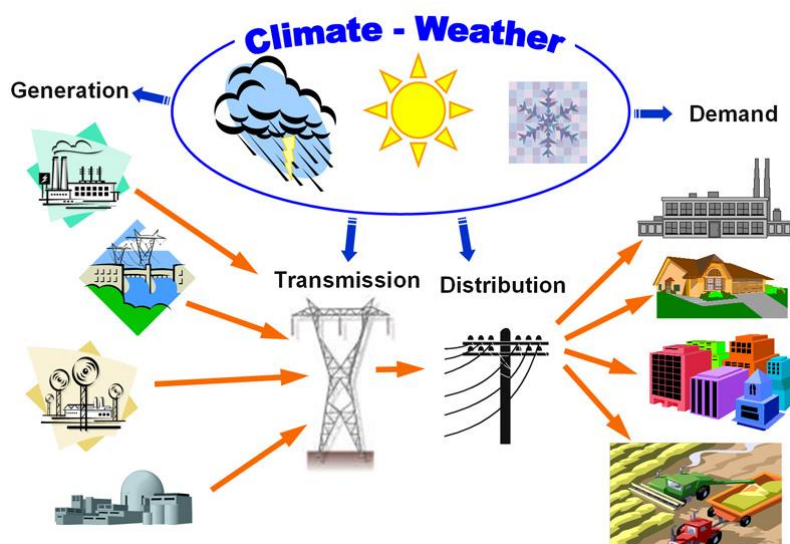 Climate - Weather
Generation
Demand
Transmission
Distribution